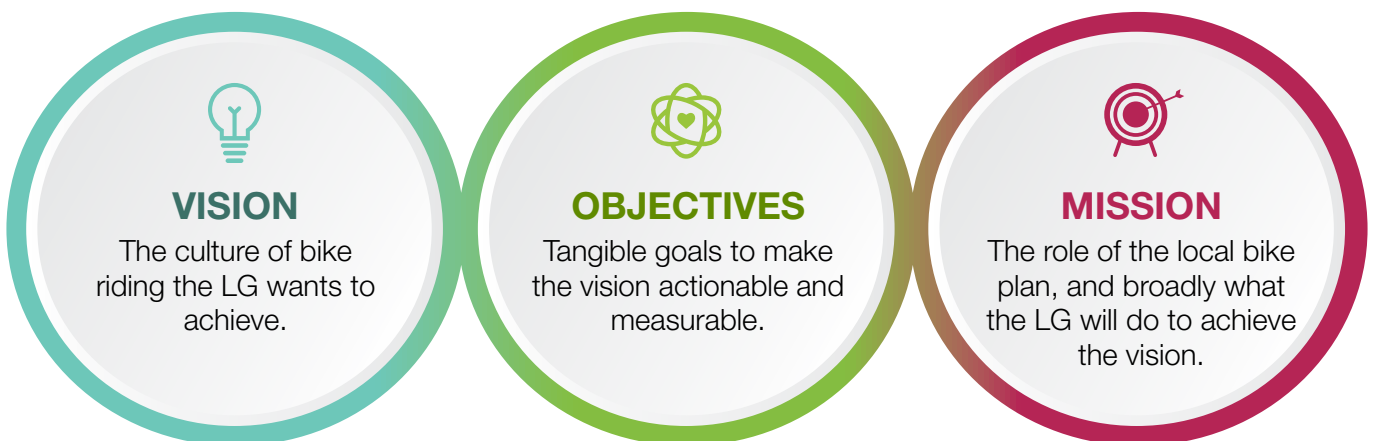 VISION
The culture of bike
riding the LG wants to
achieve.
OBJECTIVES
Tangible goals to make
the vision actionable and
measurable.
MISSION
The role of the local bike
plan, and broadly what
the LG will do to achieve
the vision.